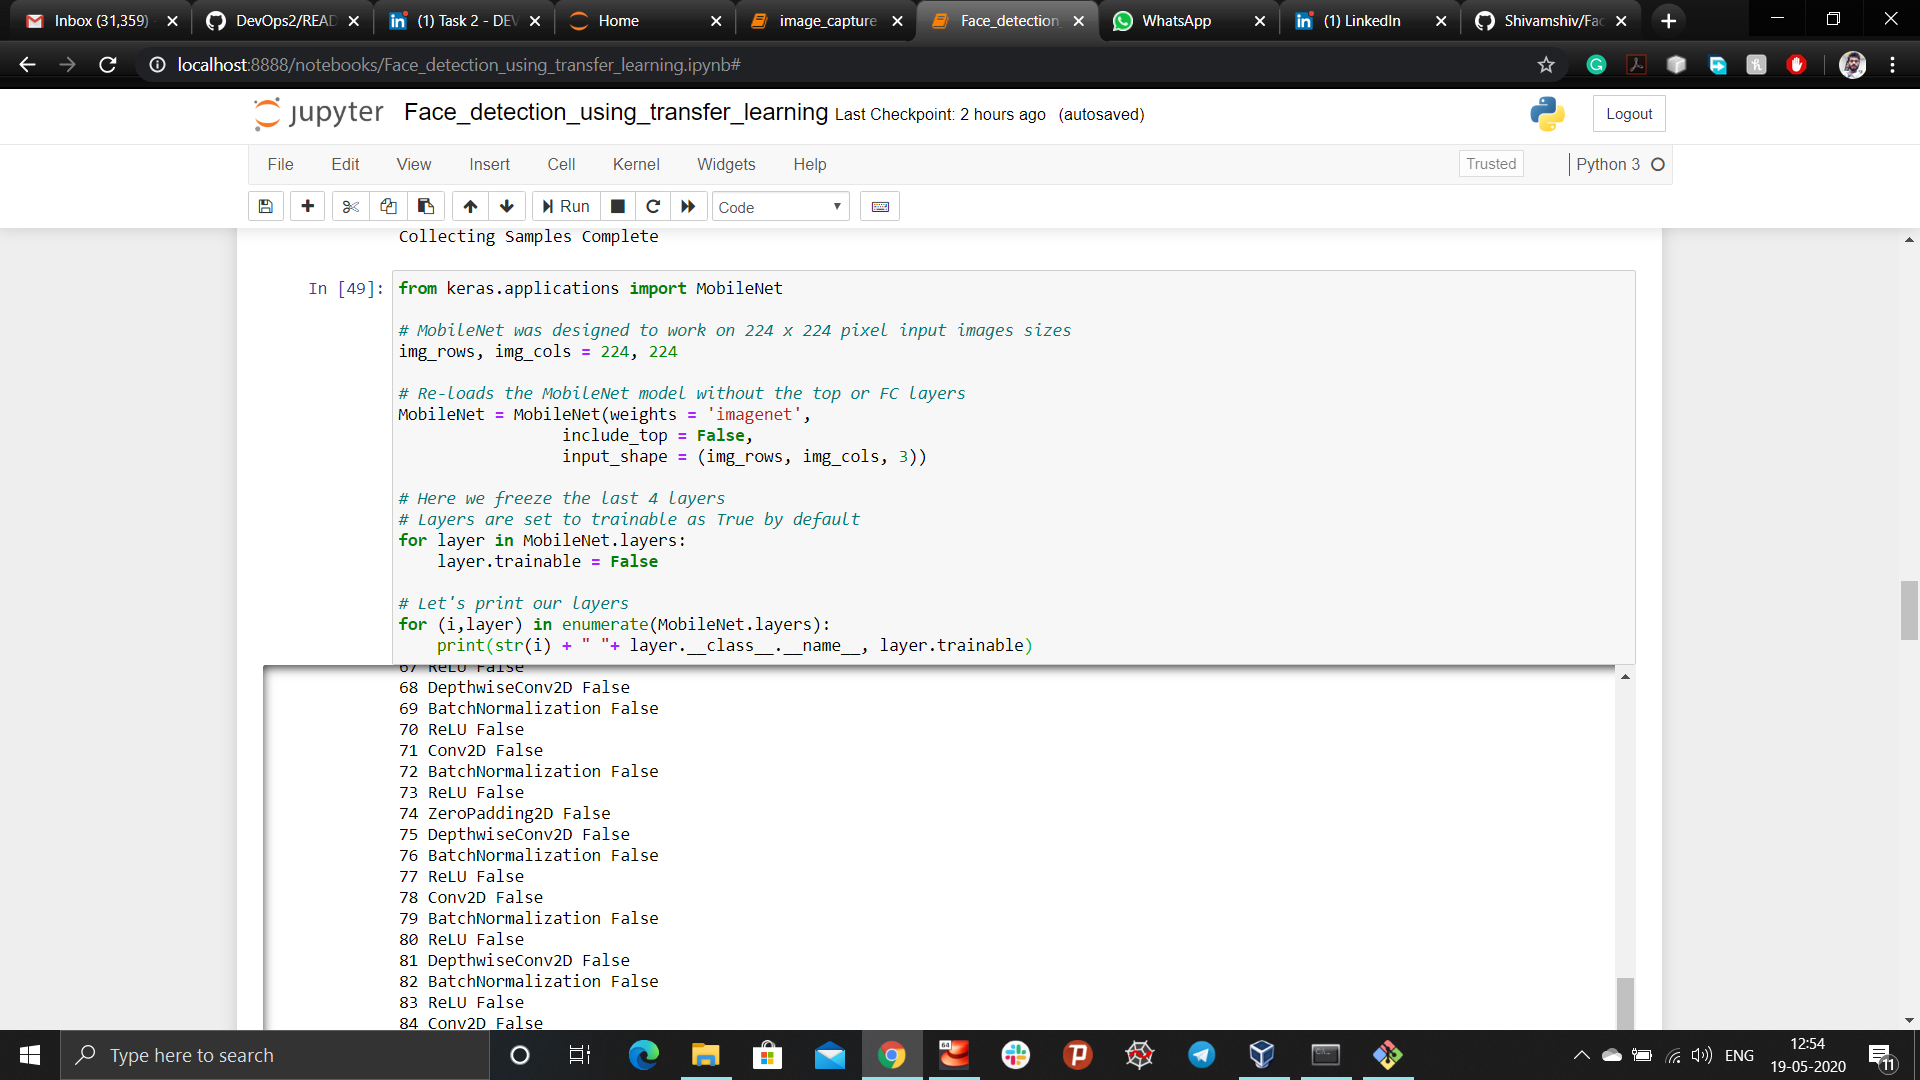 Inbox (31,359)
DevOps2/READ
(1) Task 2 - DEV
Home
image_capture
Face_detection_
WhatsApp
(1) LinkedIn
Shivamshiv/Fac
localhost:8888/notebooks/Face_detection_using_transfer_learning.ipynb#
jupyter Face_detection_using_transfer_learning Last Checkpoint: 2 hours ago (autosaved)
Logout
File Edit View Insert Cell Kernel Widgets Help
Trusted
Python 3
Run
Code
Collecting Samples Complete
In [49]:
from keras.applications import MobileNet
# MobileNet was designed to work on 224 x 224 pixel input images sizes
img_rows, img_cols = 224, 224
# Re-loads the MobileNet model without the top or FC layers
MobileNet = MobileNet(weights = 'imagenet',
include_top = False,
input_shape = (img_rows, img_cols, 3))
# Here we freeze the last 4 layers
# Layers are set to trainable as True by default
for layer in MobileNet.layers:
layer.trainable = False
# Let's print our layers
for (i,layer) in enumerate(MobileNet.layers):
print(str(i) + " "+ layer.__class__.__name__, layer.trainable)
67 ReLU False
68 DepthwiseConv2D False
69 BatchNormalization False
70 ReLU False
71 Conv2D False
72 BatchNormalization False
73 ReLU False
74 ZeroPadding2D False
75 DepthwiseConv2D False
76 BatchNormalization False
77 ReLU False
78 Conv2D False
79 BatchNormalization False
80 ReLU False
81 DepthwiseConv2D False
82 BatchNormalization False
83 ReLU False
84 Conv2D False
Type here to search
64
ENG
12:54
19-05-2020
11